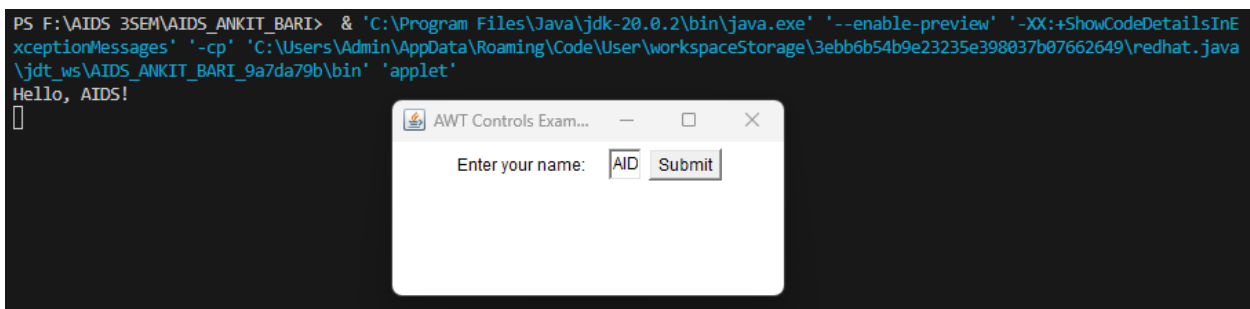 PS F:\AIDS 3SEM\AIDS_ANKIT_BARI>  & 'C:\Program Files\Java\jdk-20.0.2\bin\java.exe' '--enable-preview' '-XX:+ShowCodeDetailsInE
xceptionMessages' '-cp' 'C:\Users\Admin\AppData\Roaming\Code\User\workspaceStorage\3ebb6b54b9e23235e398037b07662649\redhat.java
\jdt_ws\AIDS_ANKIT_BARI_9a7da79b\bin' 'applet'
Hello, AIDS!
AWT Controls Exam...
Enter your name: AID Submit